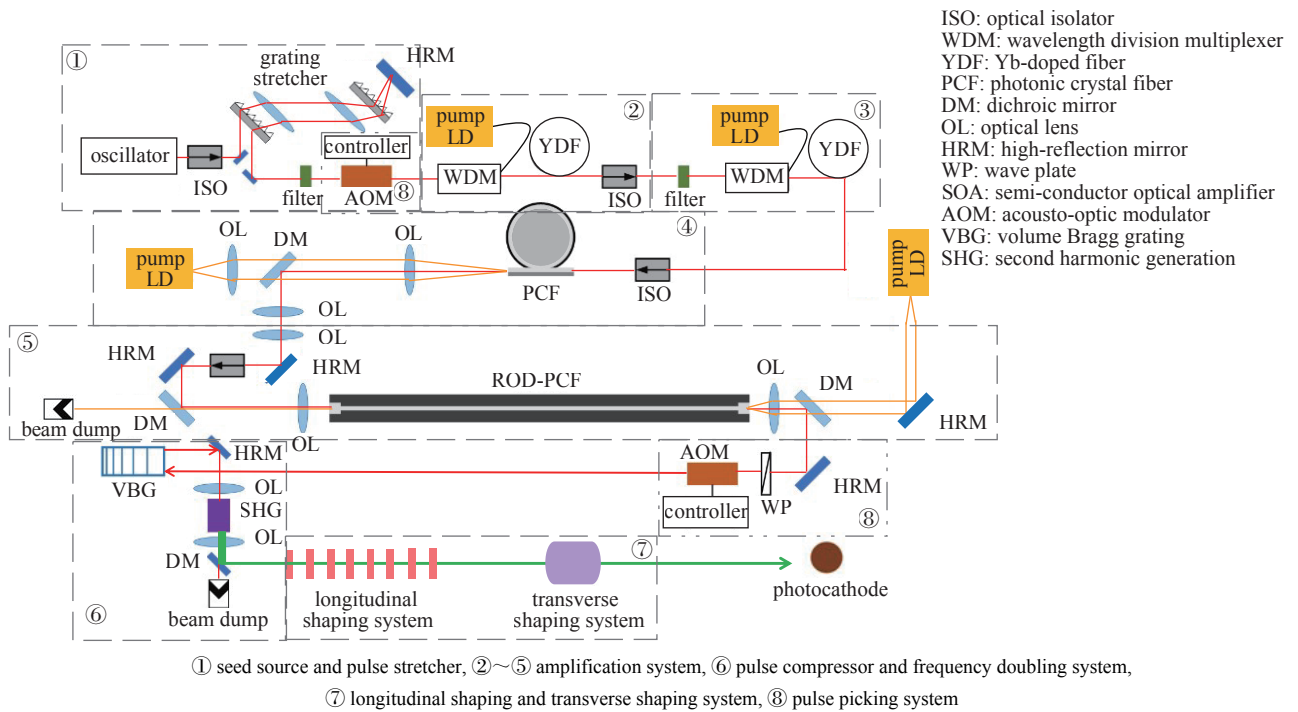 ①
grating
stretcher
HRM
oscillator
ISO
filter
controller
AOM
⑧
②
pump
LD
YDF
WDM
ISO
③
pump
LD
YDF
WDM
filter
ISO: optical isolator
WDM: wavelength division multiplexer
YDF: Yb-doped fiber
PCF: photonic crystal fiber
DM: dichroic mirror
OL: optical lens
HRM: high-reflection mirror
WP: wave plate
SOA: semi-conductor optical amplifier
AOM: acousto-optic modulator
VBG: volume Bragg grating
SHG: second harmonic generation
④
pump
LD
OL
DM
OL
PCF
ISO
OL
OL
pump
LD
⑤
HRM
HRM
ROD-PCF
OL
DM
DM
OL
HRM
beam dump
HRM
VBG
OL
SHG
OL
DM
beam dump
⑥
AOM
controller
WP
HRM
⑧
⑦
longitudinal
shaping system
transverse
shaping system
photocathode
① seed source and pulse stretcher, ②～⑤ amplification system, ⑥ pulse compressor and frequency doubling system,
⑦ longitudinal shaping and transverse shaping system, ⑧ pulse picking system